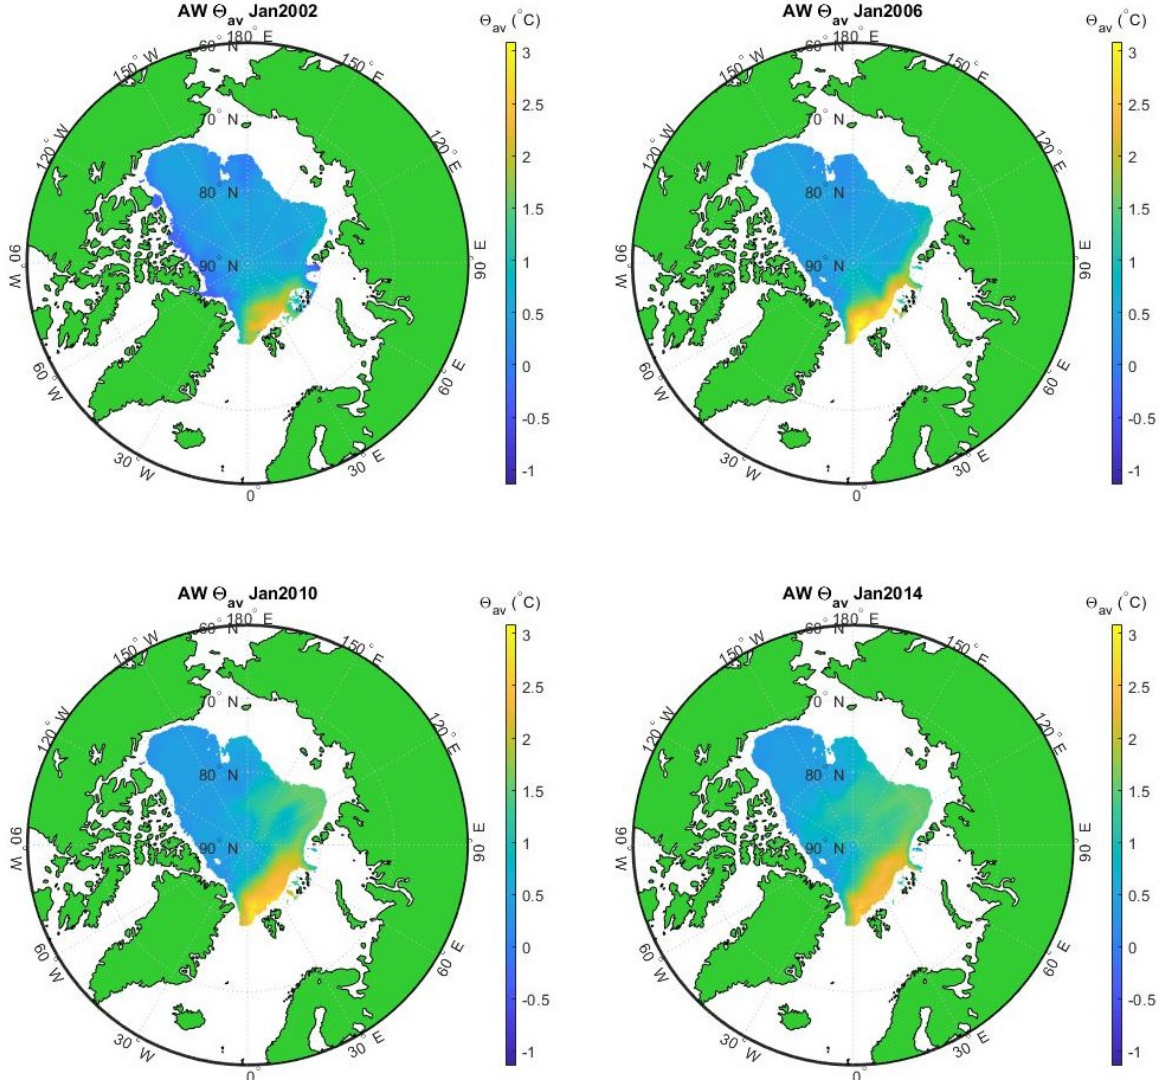 AW Θav Jan2002
Θav (°C)
180° E
60° N
150° W
150° E
70° N
120° W
120° E
80° N
90° W
90° N
90° E
60° W
60° E
30° W
30° E
0°
3
2.5
2
1.5
1
0.5
0
-0.5
-1
AW Θav Jan2006
Θav (°C)
180° E
60° N
150° W
150° E
70° N
120° W
120° E
80° N
90° W
90° N
90° E
60° W
60° E
30° W
30° E
0°
3
2.5
2
1.5
1
0.5
0
-0.5
-1
AW Θav Jan2010
Θav (°C)
180° E
60° N
150° W
150° E
70° N
120° W
120° E
80° N
90° W
90° N
90° E
60° W
60° E
30° W
30° E
0°
3
2.5
2
1.5
1
0.5
0
-0.5
-1
AW Θav Jan2014
Θav (°C)
180° E
60° N
150° W
150° E
70° N
120° W
120° E
80° N
90° W
90° N
90° E
60° W
60° E
30° W
30° E
0°
3
2.5
2
1.5
1
0.5
0
-0.5
-1